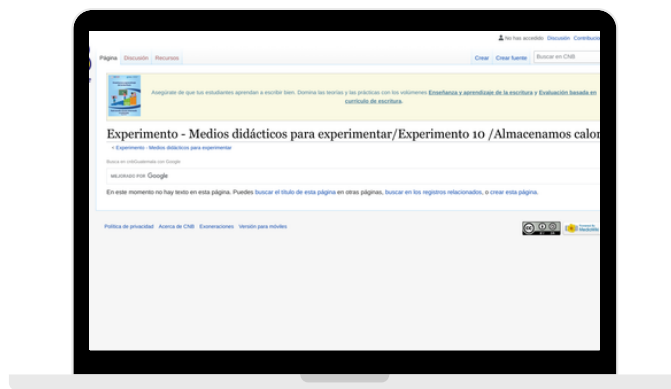 No has accedido Discusión Contribucio
Página Discusión Recursos Crear Crear fuente Buscar en CNB
Asegúrate de que tus estudiantes aprendan a escribir bien. Domina las teorías y las prácticas con los volúmenes Enseñanza y aprendizaje de la escritura y Evaluación basada en
currículo de escritura.
Experimento - Medios didácticos para experimentar/Experimento 10 /Almacenamos calor
< Experimento - Medios didácticos para experimentar
Busca en cnbGuatemala con Google
MEJORADO POR Google
En este momento no hay texto en esta página. Puedes buscar el título de esta página en otras páginas, buscar en los registros relacionados, o crear esta página.
Política de privacidad Acerca de CNB Exoneraciones Versión para móviles